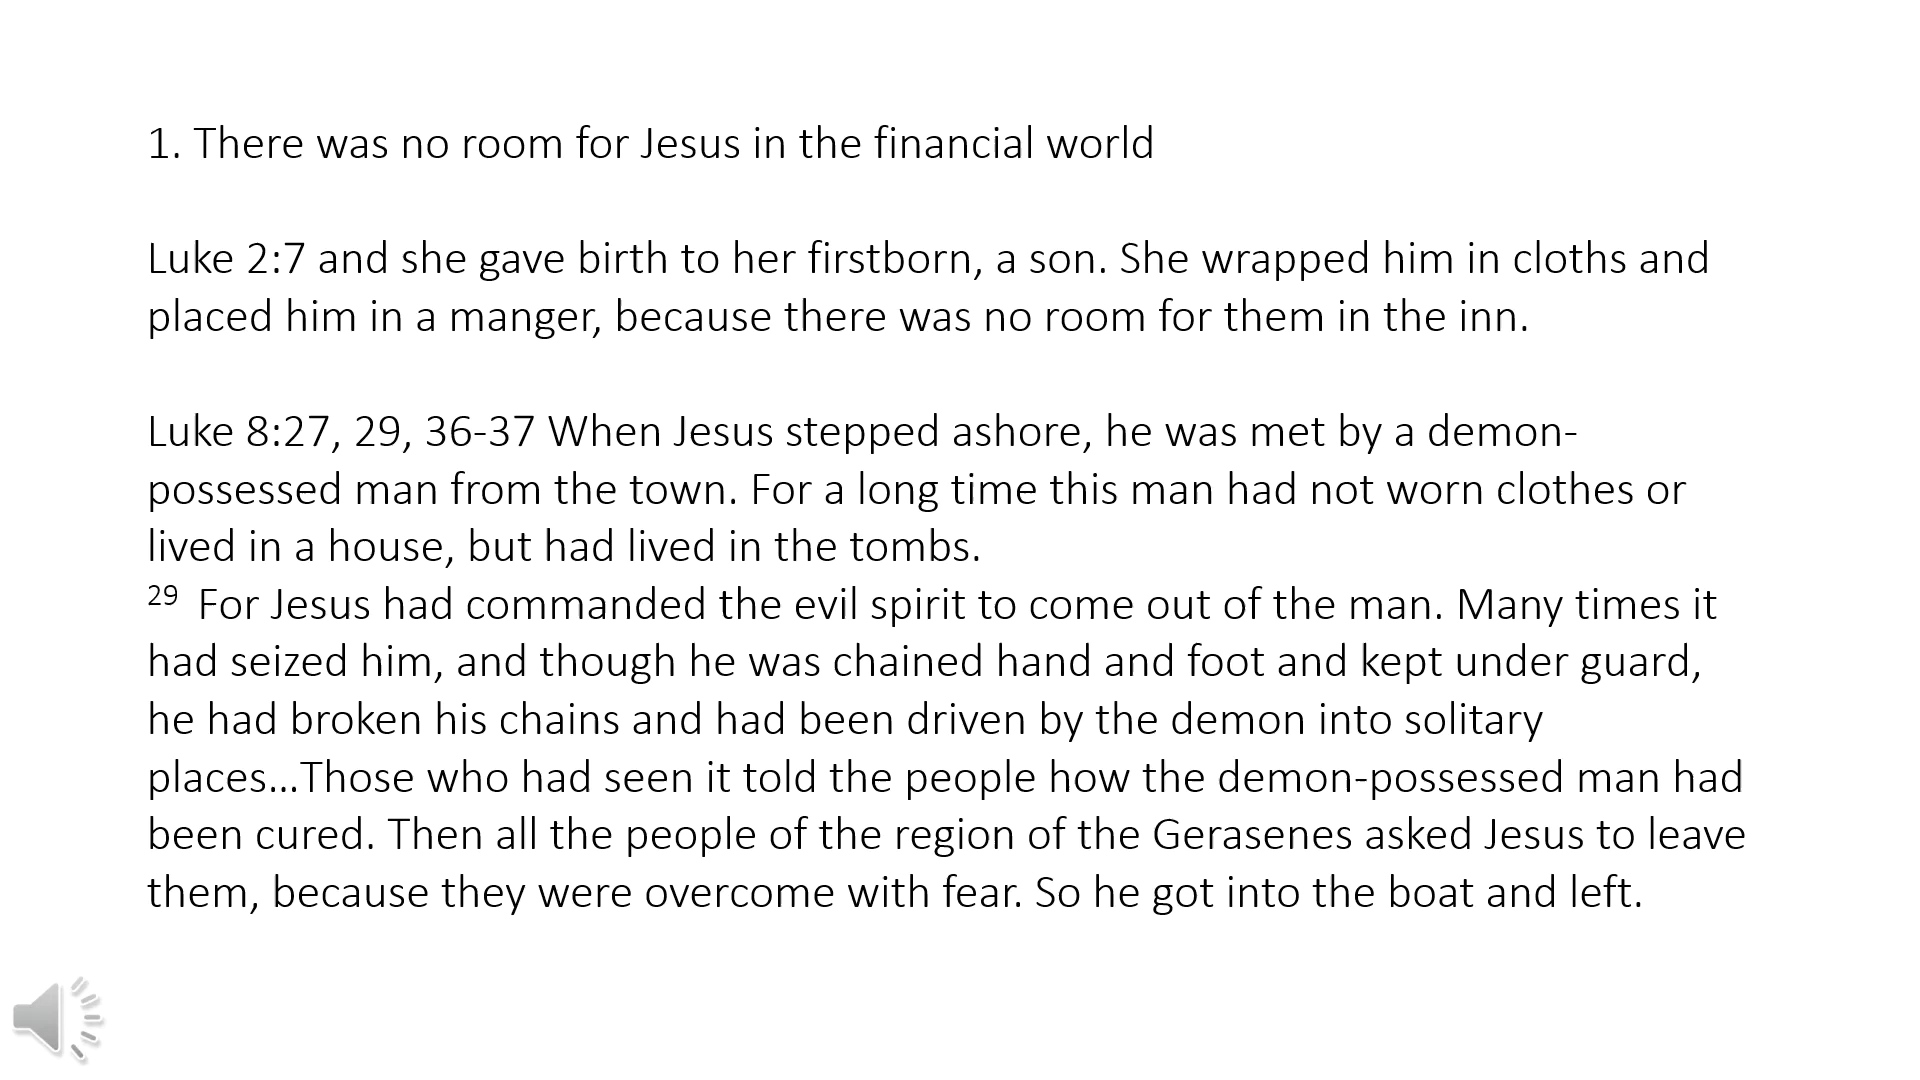 1. There was no room for Jesus in the financial world
Luke 2:7 and she gave birth to her firstborn, a son. She wrapped him in cloths and
placed him in a manger, because there was no room for them in the inn.
Luke 8:27, 29, 36-37 When Jesus stepped ashore, he was met by a demon-
possessed man from the town. For a long time this man had not worn clothes or
lived in a house, but had lived in the tombs.
29 For Jesus had commanded the evil spirit to come out of the man. Many times it
had seized him, and though he was chained hand and foot and kept under guard,
he had broken his chains and had been driven by the demon into solitary
places…Those who had seen it told the people how the demon-possessed man had
been cured. Then all the people of the region of the Gerasenes asked Jesus to leave
them, because they were overcome with fear. So he got into the boat and left.